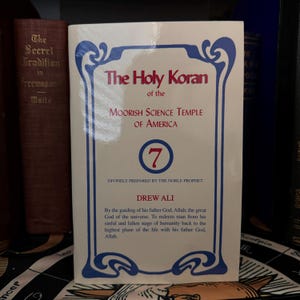 The
Secret
Tradition
in
Waite
The Holy Koran
of the
MOORISH SCIENCE TEMPLE
OF AMERICA
7
DIVINELY PREPARED BY THE NOBLE PROPHET
DREW ALI
By the guiding of his father God, Allah; the great
God of the universe. To redeem man from his
sinful and fallen stage of humanity back to the
highest plane of the life with his father God,
Allah.